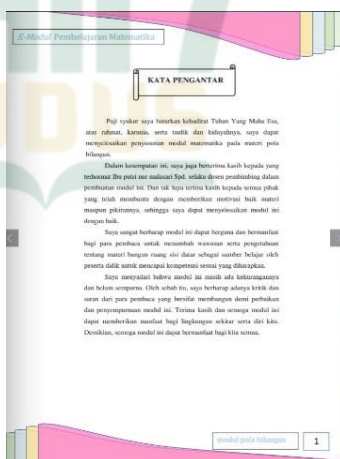 E-Modul Pembelajaran Matematika
KATA PENGANTAR
Puji syukur saya haturkan kehadirat Tuhan Yang Maha Esa,
atas rahmat, karunia, serta taufik dan hidayahnya, saya dapat
menyelesaikan penyusunan modul matematika pada materi pola
bilangan.
Dalam kesempatan ini, saya juga berterima kasih kepada yang
terhormat Ibu putri nur malasari Spd. selaku dosen pembimbing dalam
pembuatan modul ini. Dan tak lupa terima kasih kepada semua pihak
yang telah membantu dengan memberikan motivasi baik materi
maupun pikirannya, sehingga saya dapat menyelesaikan modul ini
dengan baik.
Saya sangat berharap modul ini dapat berguna dan bermanfaat
bagi para pembaca untuk menambah wawasan serta pengetahuan
tentang materi bangun ruang sisi datar sebagai sumber belajar oleh
peserta didik untuk mencapai kompetensi sesuai yang diharapkan.
Saya menyadari bahwa modul ini masih ada kekurangannya
dan belum sempurna. Oleh sebab itu, saya berharap adanya kritik dan
saran dari para pembaca yang bersifat membangun demi perbaikan
dan penyempurnaan modul ini. Terima kasih dan semoga modul ini
dapat memberikan manfaat bagi lingkungan sekitar serta diri kita.
Demikian, semoga modul ini dapat bermanfaat bagi kita semua.
modul pola bilangan 1